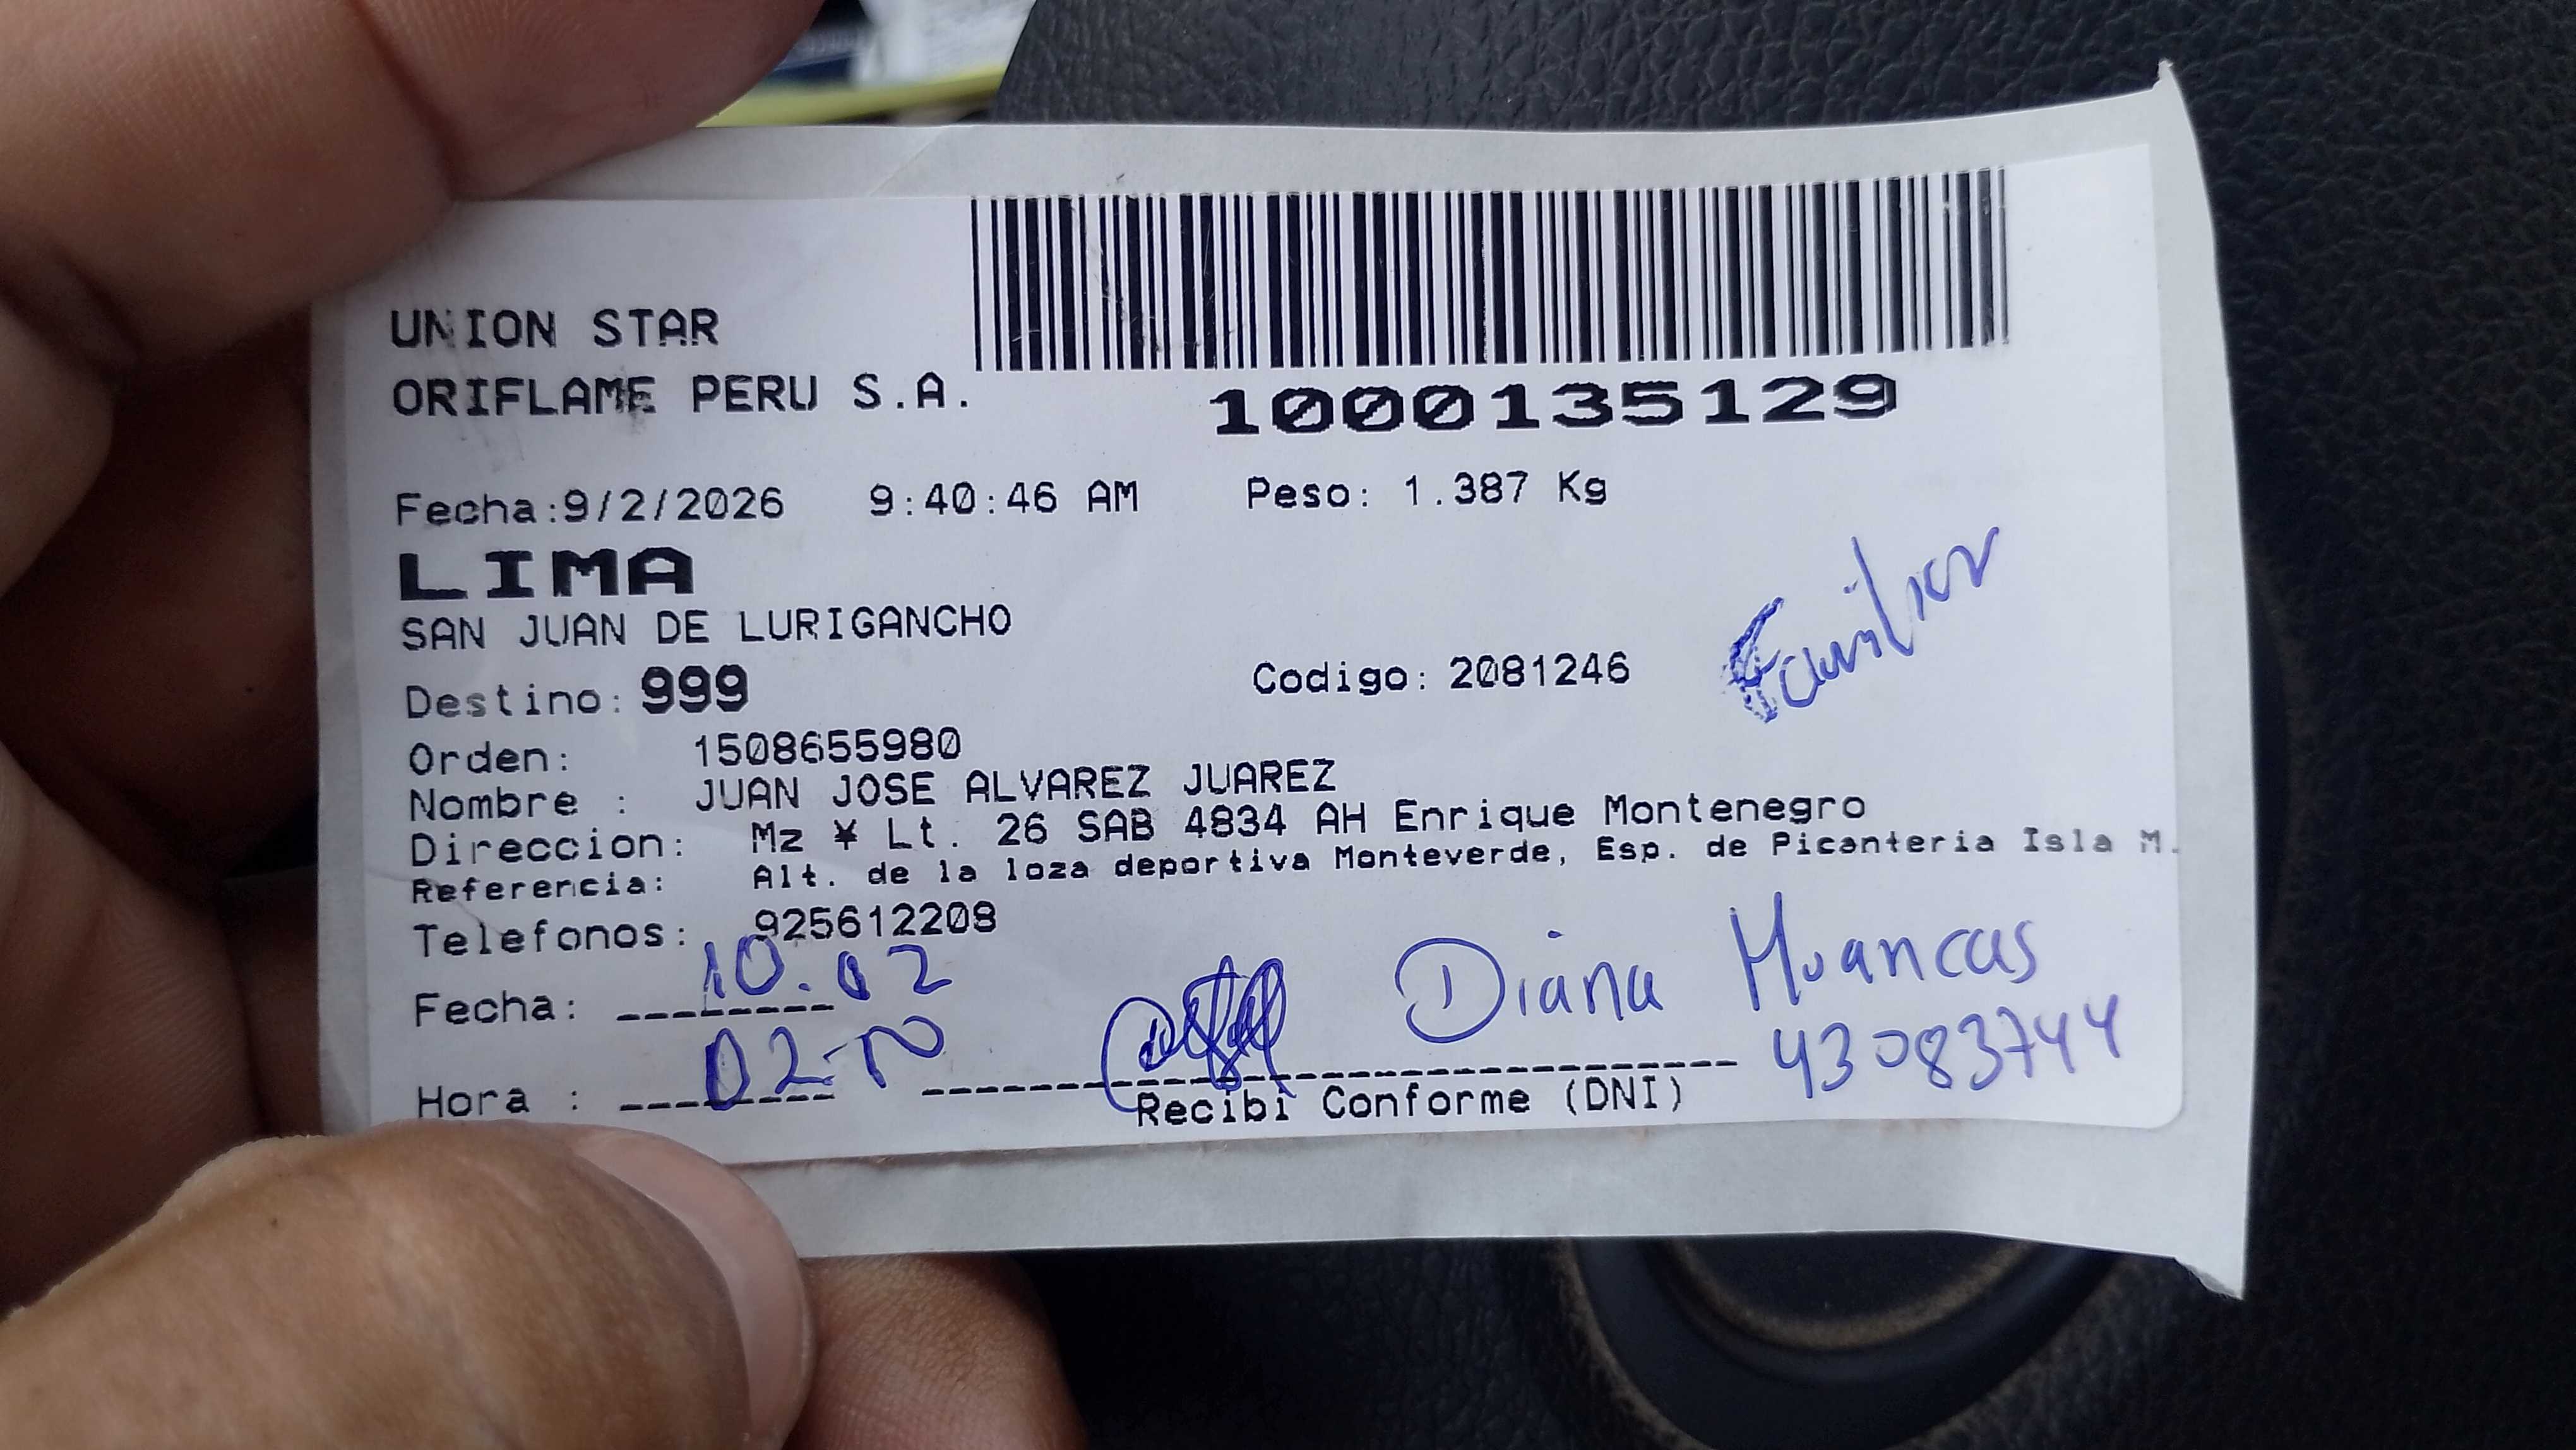 UNION STAR
ORIFLAME PERU S.A.
1000135129
Fecha:9/2/2026 9:40:46 AM Peso: 1.387 Kg
LIMA
SAN JUAN DE LURIGANCHO
Familiar
Destino: 999 Codigo: 2081246
Orden: 1508655980
Nombre : JUAN JOSE ALVAREZ JUAREZ
Direccion: Mz ¥ Lt. 26 SAB 4834 AH Enrique Montenegro
Referencia: Alt. de la loza deportiva Monteverde, Esp. de Picanteria Isla M.
Telefonos: 925612208
Fecha: 10.02 Diana Huancas
Hora : 43083744
Recibi Conforme (DNI)